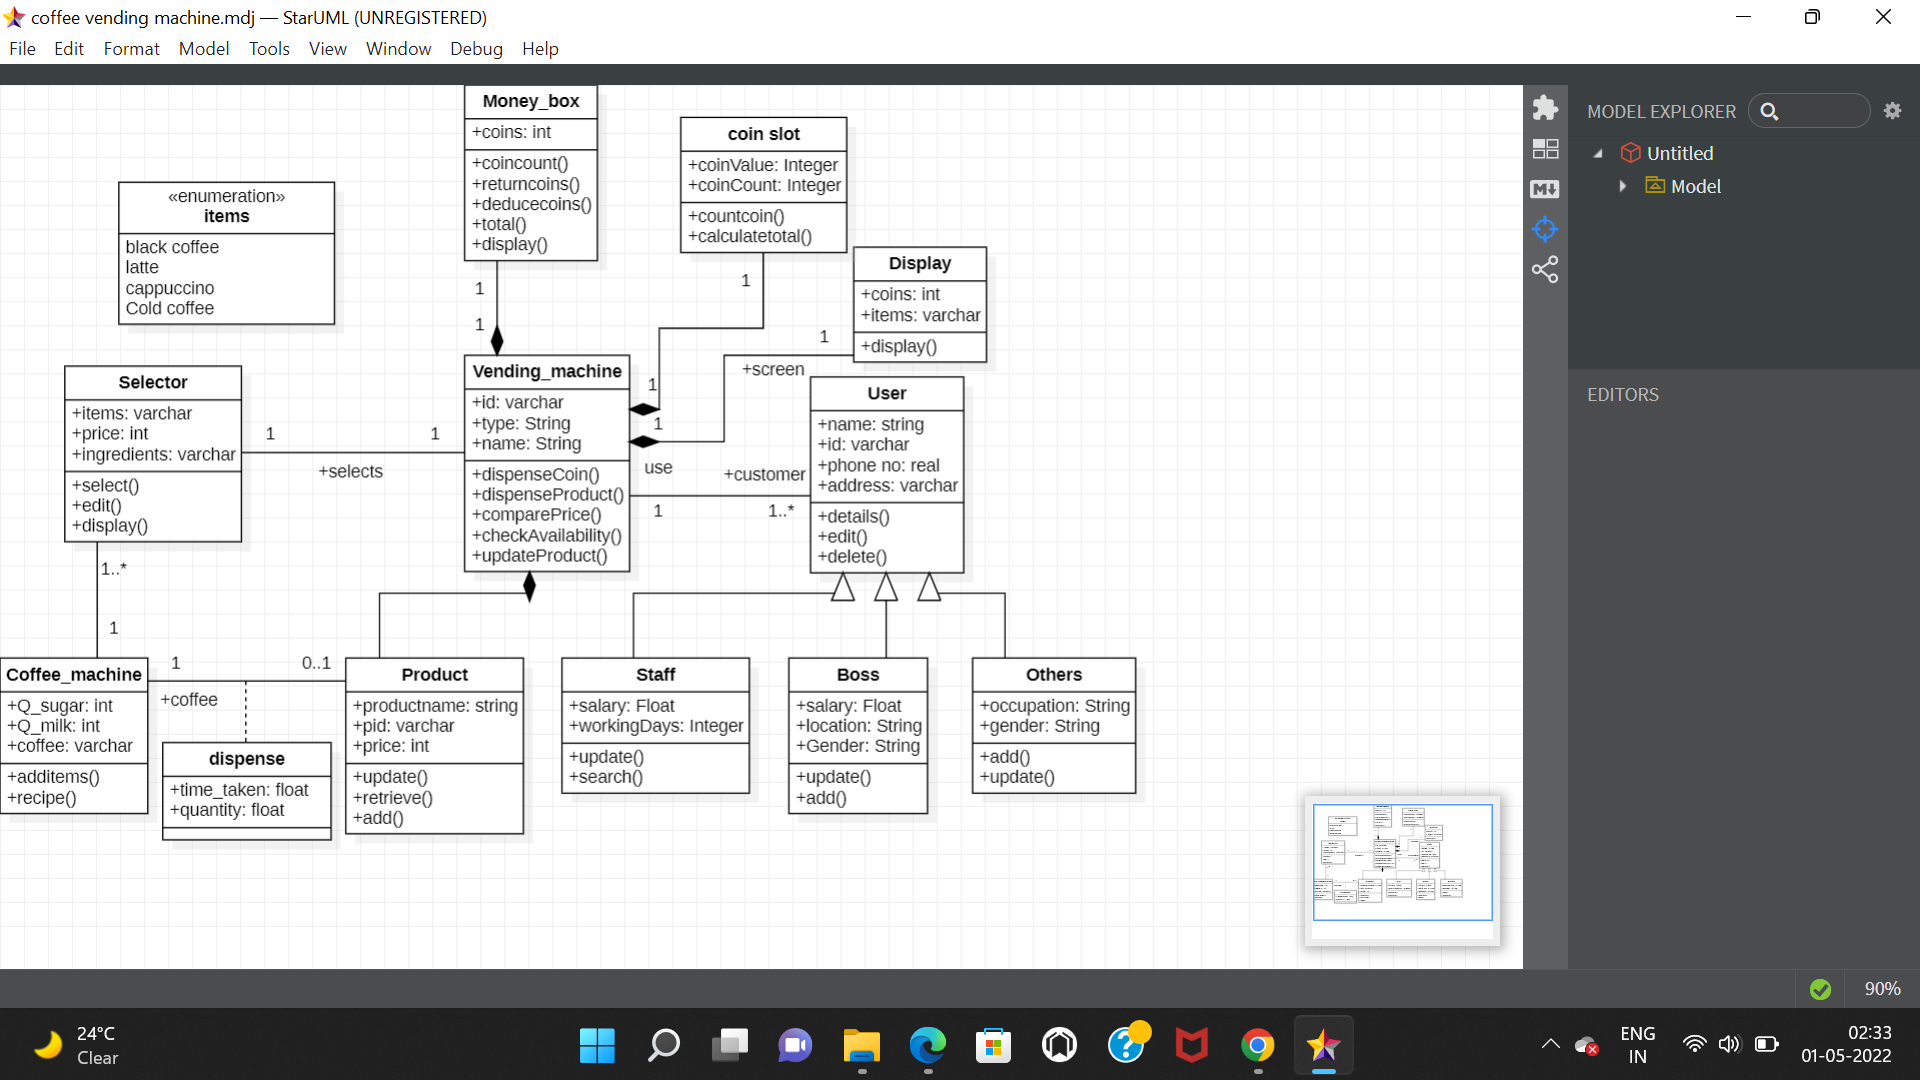 coffee vending machine.mdj — StarUML (UNREGISTERED)
File Edit Format Model Tools View Window Debug Help
Money_box
+coins: int
+coincount()
+returncoins()
+deducecoins()
+total()
+display()
coin slot
+coinValue: Integer
+coinCount: Integer
+countcoin()
+calculatetotal()
«enumeration»
items
black coffee
latte
cappuccino
Cold coffee
Display
+coins: int
+items: varchar
+display()
1
1
1
1
1
+screen
1
Selector
+items: varchar
+price: int
+ingredients: varchar
+select()
+edit()
+display()
1
1
+selects
Vending_machine
+id: varchar
+type: String
+name: String
+dispenseCoin()
+dispenseProduct()
+comparePrice()
+checkAvailability()
+updateProduct()
use
+customer
1
1..*
User
+name: string
+id: varchar
+phone no: real
+address: varchar
+details()
+edit()
+delete()
1..*
1
Coffee_machine
+Q_sugar: int
+Q_milk: int
+coffee: varchar
+additems()
+recipe()
1
0..1
+coffee
dispense
+time_taken: float
+quantity: float
Product
+productname: string
+pid: varchar
+price: int
+update()
+retrieve()
+add()
Staff
+salary: Float
+workingDays: Integer
+update()
+search()
Boss
+salary: Float
+location: String
+Gender: String
+update()
+add()
Others
+occupation: String
+gender: String
+add()
+update()
MODEL EXPLORER
Untitled
Model
EDITORS
90%
24°C
Clear
ENG
IN
02:33
01-05-2022